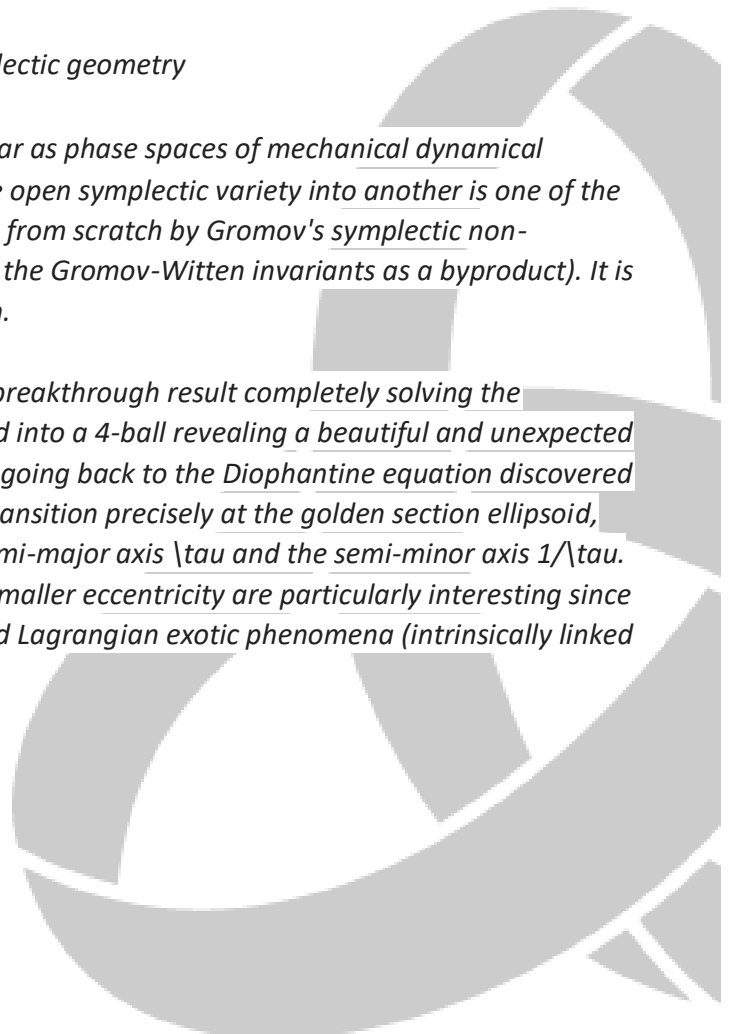 lectic geometry
ar as phase spaces of mechanical dynamical
e open symplectic variety into another is one of the
from scratch by Gromov's symplectic non-
the Gromov-Witten invariants as a byproduct). It is
n.
breakthrough result completely solving the
d into a 4-ball revealing a beautiful and unexpected
going back to the Diophantine equation discovered
ansition precisely at the golden section ellipsoid,
mi-major axis \tau and the semi-minor axis 1/\tau.
maller eccentricity are particularly interesting since
d Lagrangian exotic phenomena (intrinsically linked